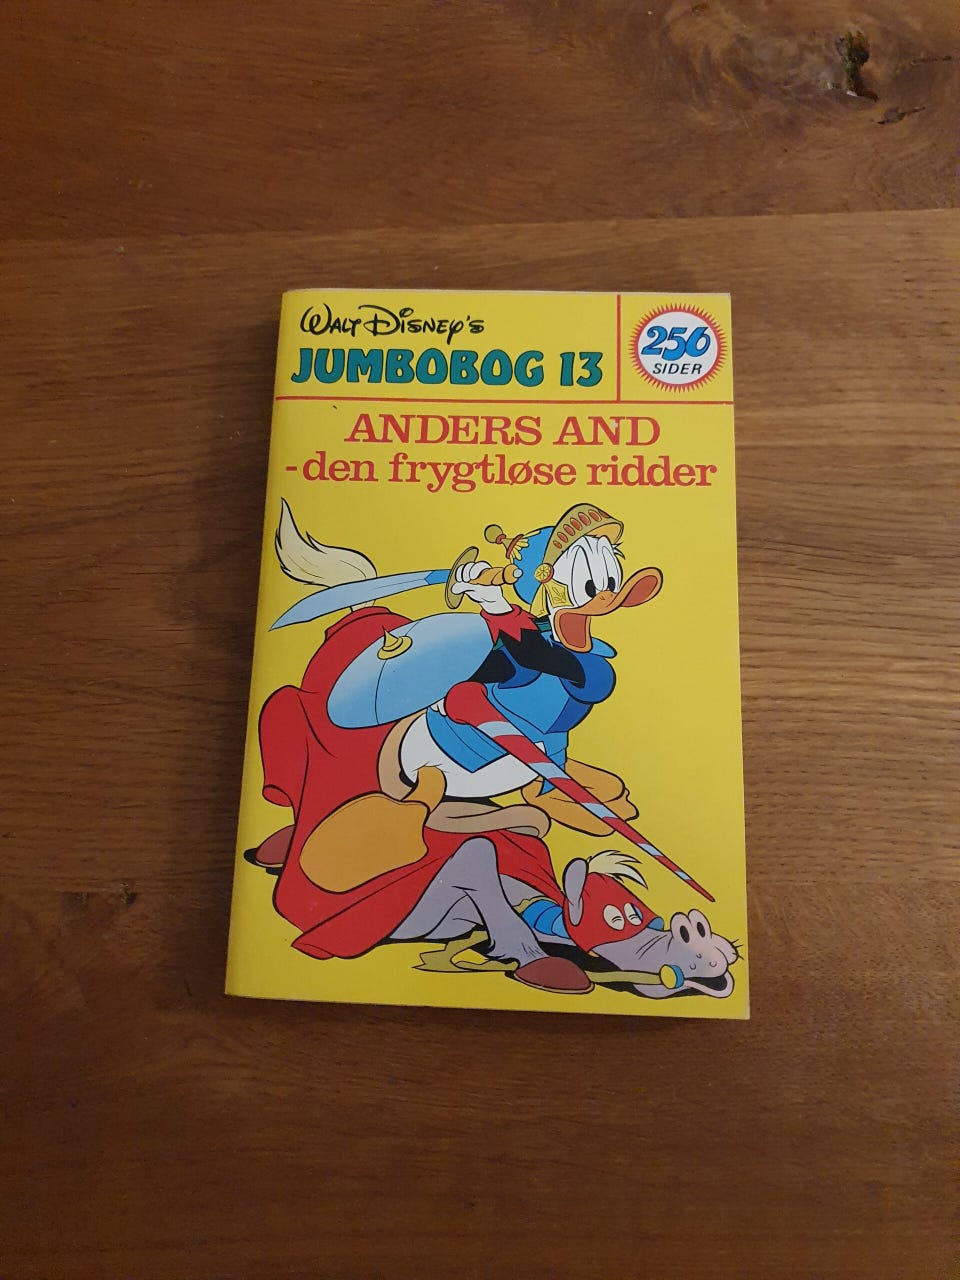 WALT DISNEY'S
JUMBOBOG 13
256
SIDER
ANDERS AND
-den frygtløse ridder